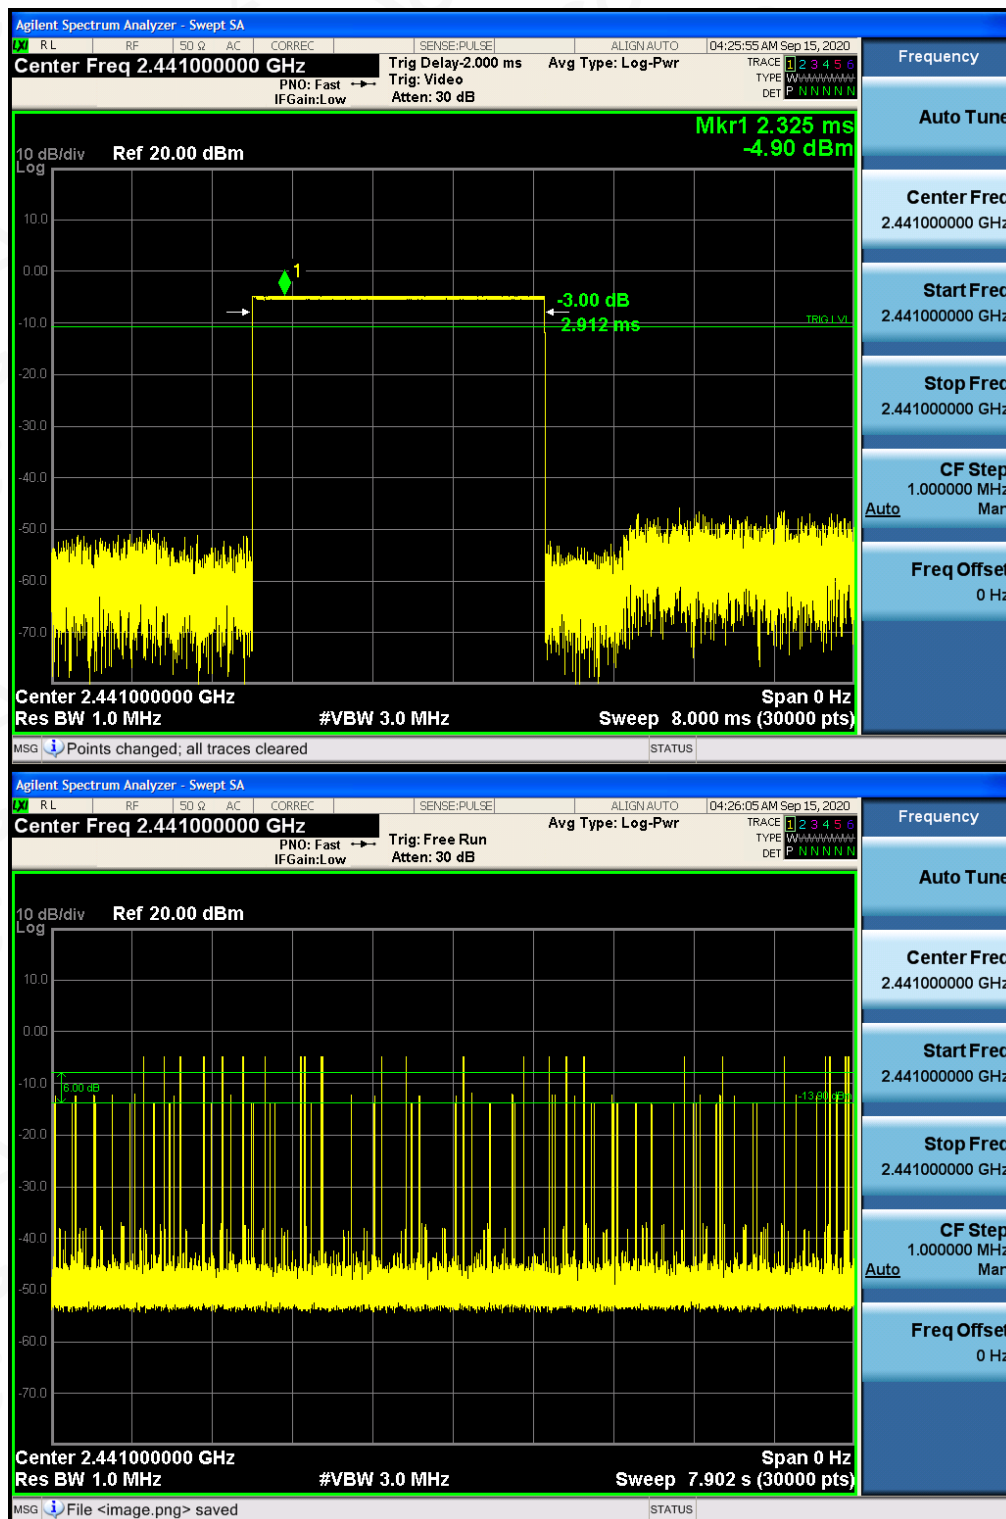 Agilent Spectrum Analyzer - Swept SA
LXI RL RF 50 Ω AC CORREC SENSE:PULSE ALIGN AUTO 04:25:55 AM Sep 15, 2020
Center Freq 2.441000000 GHz
PNO: Fast
IFGain:Low
Trig Delay-2.000 ms
Trig: Video
Atten: 30 dB
Avg Type: Log-Pwr
TRACE 1 2 3 4 5 6
TYPE WWWWWW
DET P N N N N N
Mkr1 2.325 ms
-4.90 dBm
10 dB/div Ref 20.00 dBm
Log
10.0
0.00
-10.0
-20.0
-30.0
-40.0
-50.0
-60.0
-70.0
1
-3.00 dB
2.912 ms
TRIG LVL
Center 2.441000000 GHz Span 0 Hz
Res BW 1.0 MHz #VBW 3.0 MHz Sweep 8.000 ms (30000 pts)
MSG Points changed; all traces cleared STATUS
Frequency
Auto Tune
Center Freq
2.441000000 GHz
Start Freq
2.441000000 GHz
Stop Freq
2.441000000 GHz
CF Step
1.000000 MHz
Auto Man
Freq Offset
0 Hz
Agilent Spectrum Analyzer - Swept SA
LXI RL RF 50 Ω AC CORREC SENSE:PULSE ALIGN AUTO 04:26:05 AM Sep 15, 2020
Center Freq 2.441000000 GHz
PNO: Fast
IFGain:Low
Trig: Free Run
Atten: 30 dB
Avg Type: Log-Pwr
TRACE 1 2 3 4 5 6
TYPE WWWWWW
DET P N N N N N
10 dB/div Ref 20.00 dBm
Log
10.0
0.00
-10.0
-20.0
-30.0
-40.0
-50.0
-60.0
-70.0
6.00 dB
-13.90 dBm
Center 2.441000000 GHz Span 0 Hz
Res BW 1.0 MHz #VBW 3.0 MHz Sweep 7.902 s (30000 pts)
MSG File <image.png> saved STATUS
Frequency
Auto Tune
Center Freq
2.441000000 GHz
Start Freq
2.441000000 GHz
Stop Freq
2.441000000 GHz
CF Step
1.000000 MHz
Auto Man
Freq Offset
0 Hz